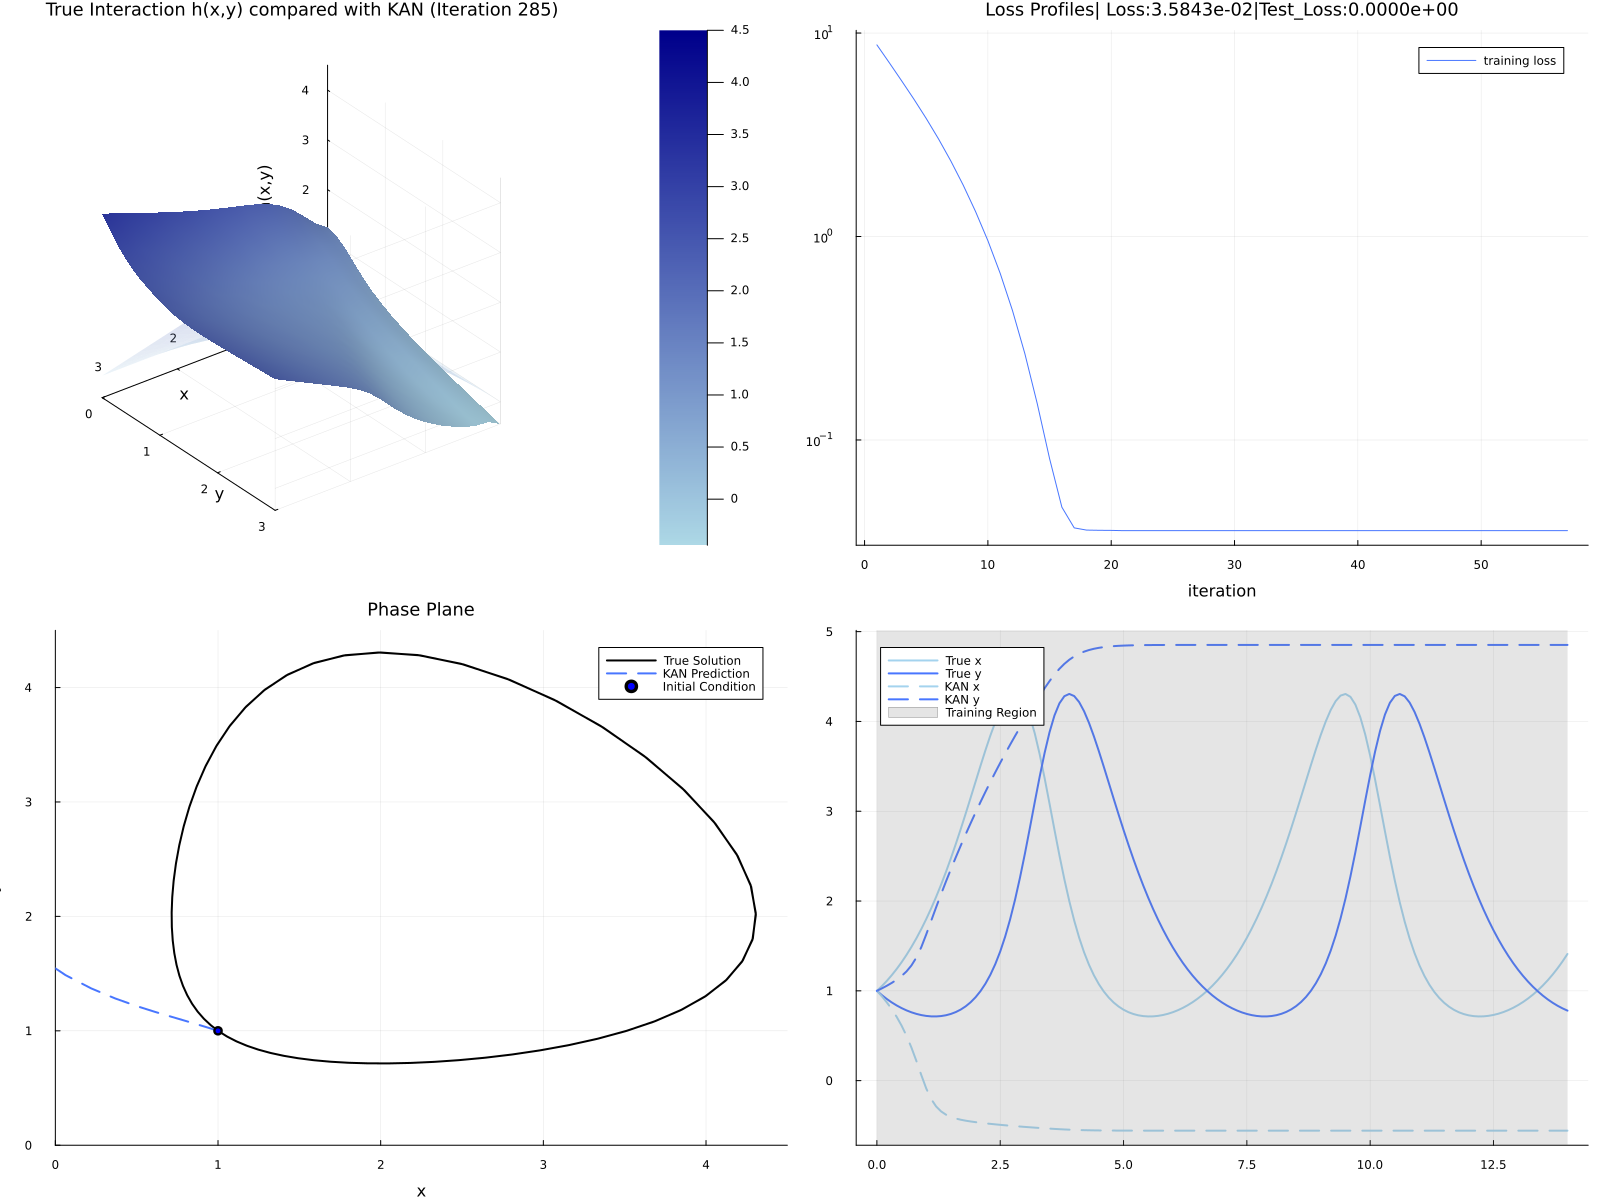 True Interaction h(x,y) compared with KAN (Iteration 285)
4
3
2
(x,y)
2
3
x
0
1
2
y
3
4.5
4.0
3.5
3.0
2.5
2.0
1.5
1.0
0.5
0
Loss Profiles| Loss:3.5843e-02|Test_Loss:0.0000e+00
10^1
10^0
10^-1
training loss
0 10 20 30 40 50
iteration
Phase Plane
4
3
2
1
0
True Solution
KAN Prediction
Initial Condition
0 1 2 3 4
x
5
4
3
2
1
0
True x
True y
KAN x
KAN y
Training Region
0.0 2.5 5.0 7.5 10.0 12.5